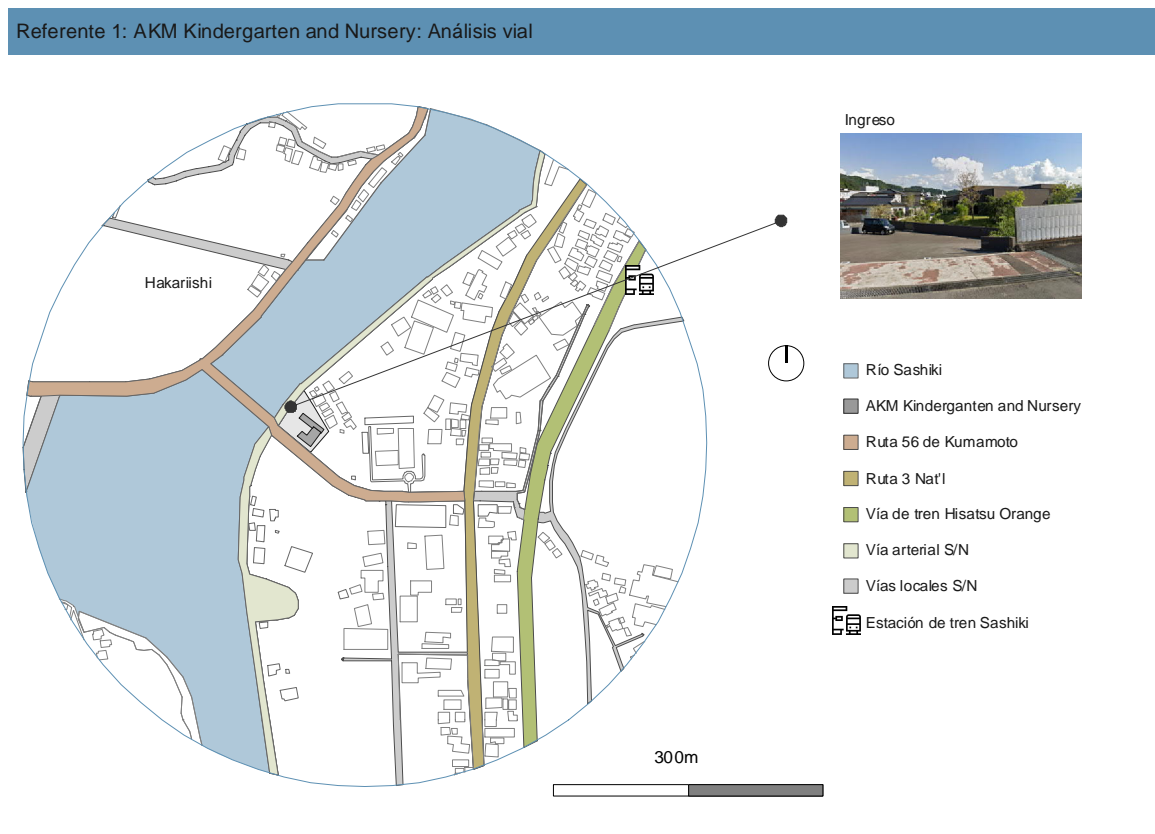 Referente 1: AKM Kindergarten and Nursery: Análisis vial
Ingreso
Hakariishi
Río Sashiki
AKM Kinderganten and Nursery
Ruta 56 de Kumamoto
Ruta 3 Nat'l
Vía de tren Hisatsu Orange
Vía arterial S/N
Vías locales S/N
Estación de tren Sashiki
300m